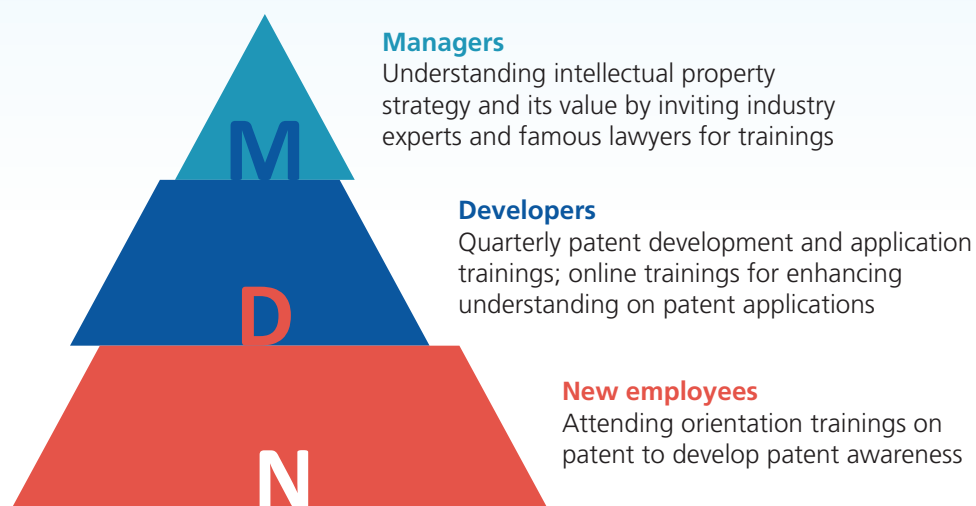 Managers
Understanding intellectual property
strategy and its value by inviting industry
experts and famous lawyers for trainings
M
Developers
Quarterly patent development and application
trainings; online trainings for enhancing
understanding on patent applications
D
New employees
Attending orientation trainings on
patent to develop patent awareness
N